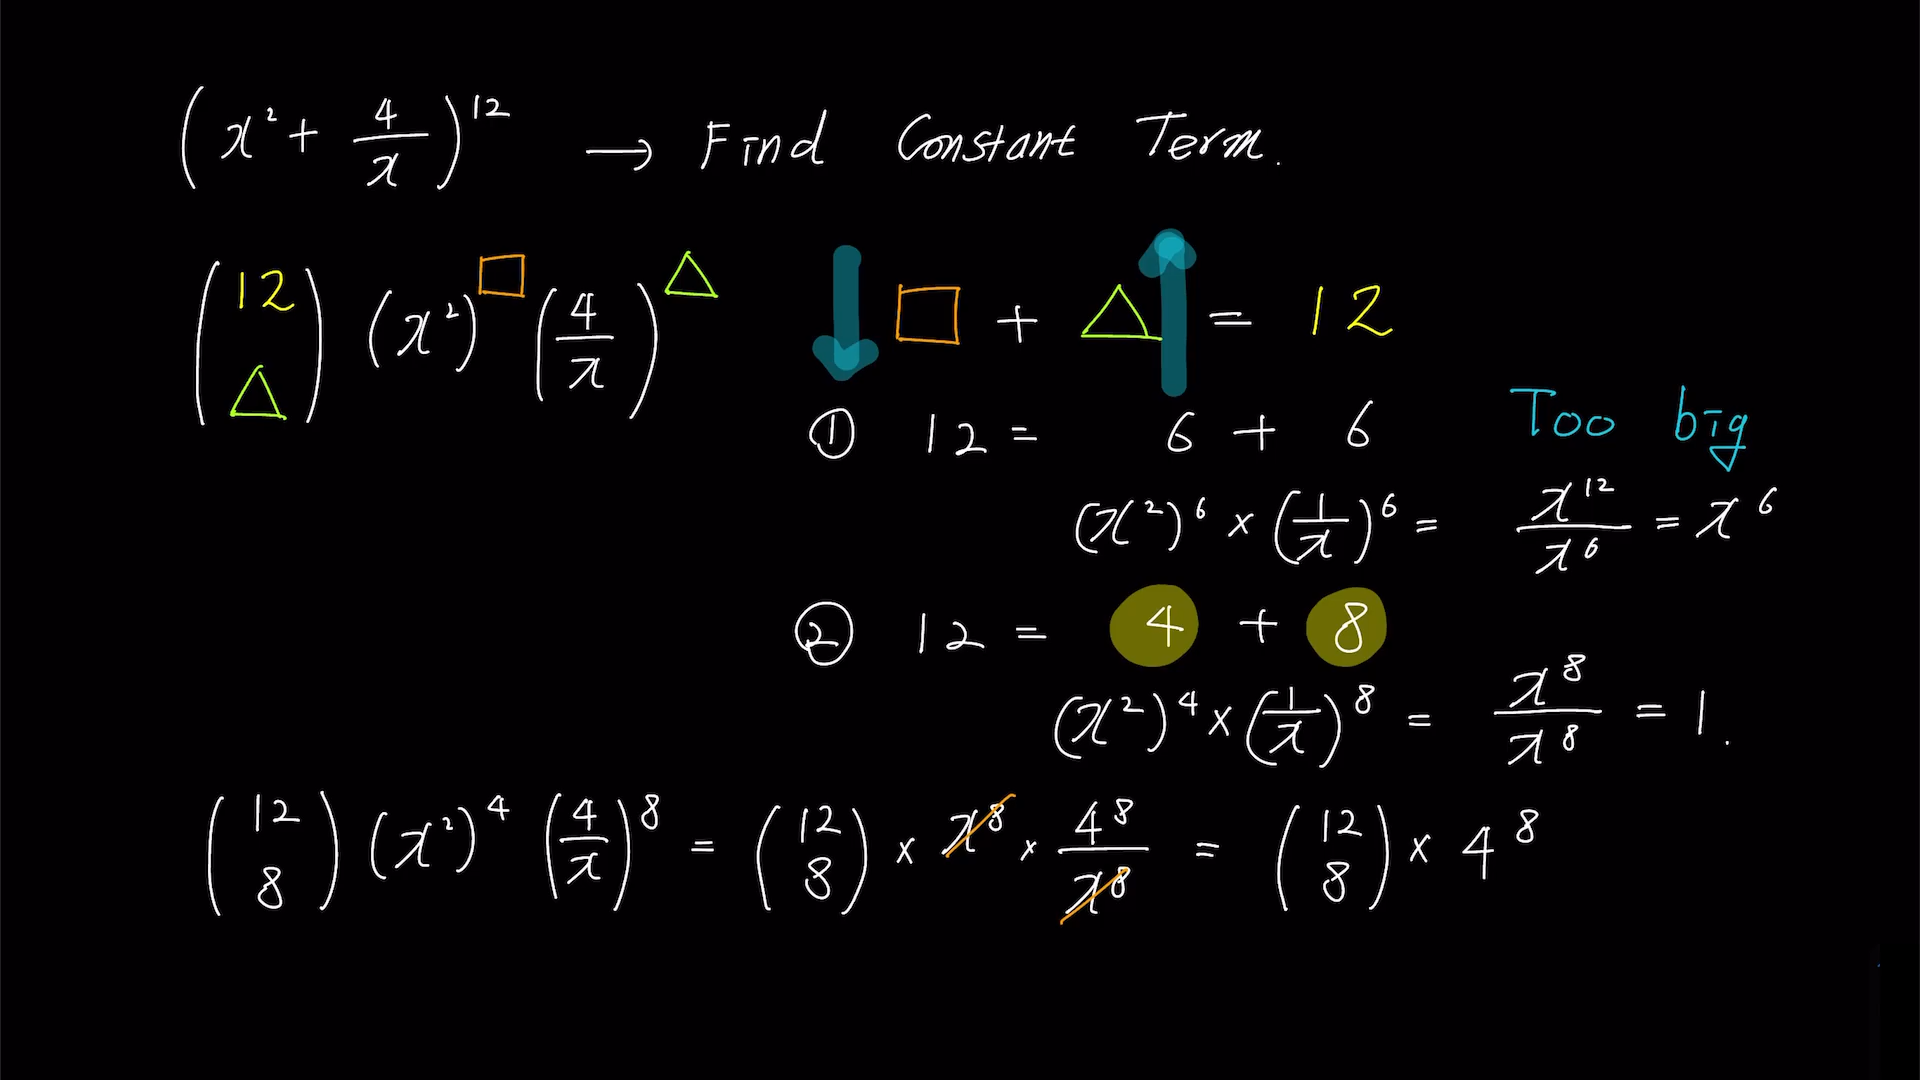 (x² + 4/x)¹² → Find Constant Term.
(12 △) (x²)^□ (4/x)^△ □ + △ = 12
① 12 = 6 + 6 Too big
(x²)⁶ × (1/x)⁶ = x¹²/x⁶ = x⁶
② 12 = 4 + 8
(x²)⁴ × (1/x)⁸ = x⁸/x⁸ = 1.
(12 8) (x²)⁴ (4/x)⁸ = (12 8) × x⁸ × 4⁸/x⁸ = (12 8) × 4⁸